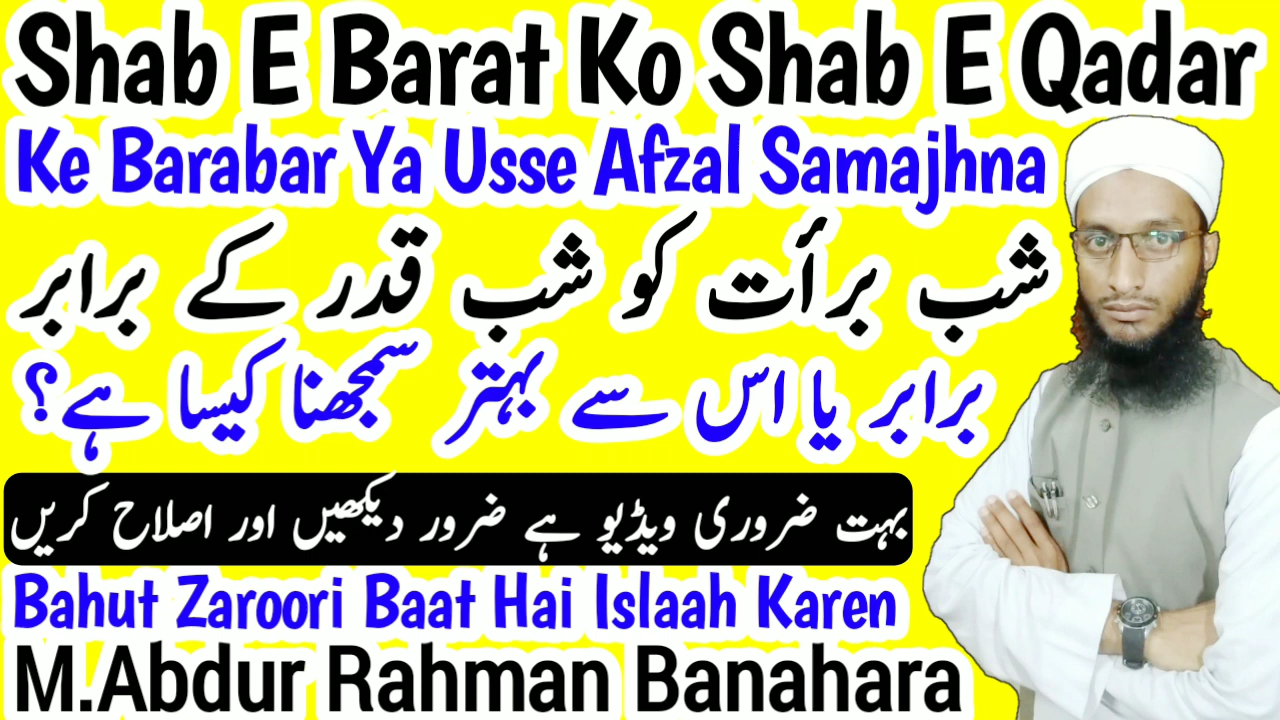 Shab E Barat Ko Shab E Qadar
Ke Barabar Ya Usse Afzal Samajhna
شب برأت کو شب قدر کے برابر
برابر یا اس سے بہتر سمجھنا کیسا ہے؟
بہت ضروری ویڈیو ہے ضرور دیکھیں اور اصلاح کریں
Bahut Zaroori Baat Hai Islaah Karen
M.Abdur Rahman Banahara